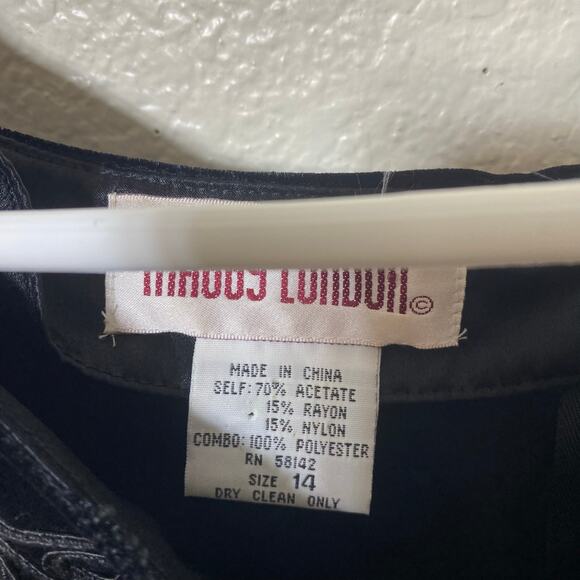 MAGGY LONDON ©
MADE IN CHINA
SELF: 70% ACETATE
15% RAYON
15% NYLON
COMBO: 100% POLYESTER
RN 58142
SIZE 14
DRY CLEAN ONLY